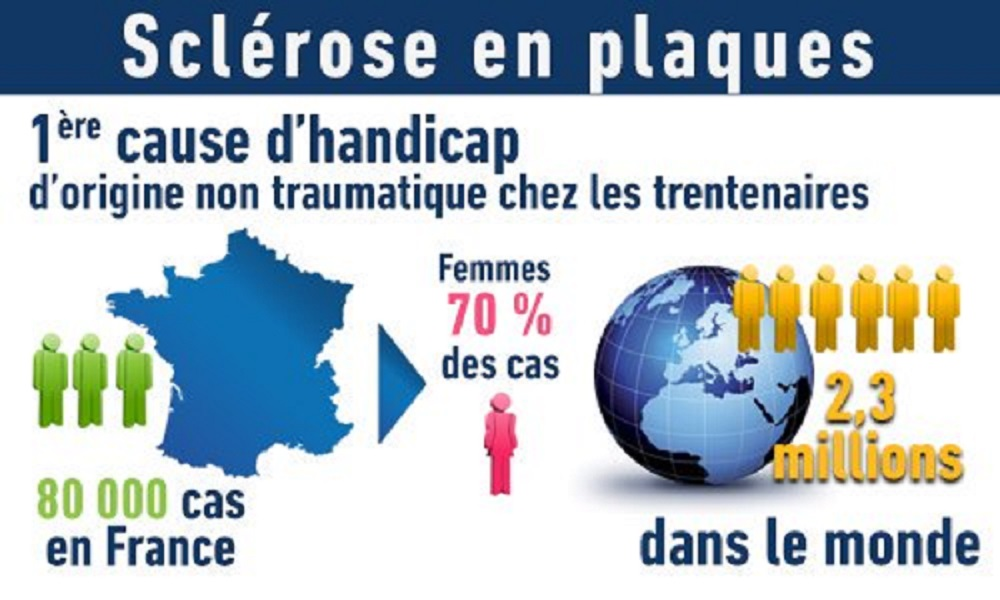 Sclérose en plaques
1ère cause d'handicap
d'origine non traumatique chez les trentenaires
Femmes
70 %
des cas
80 000 cas
en France
2,3
millions
dans le monde